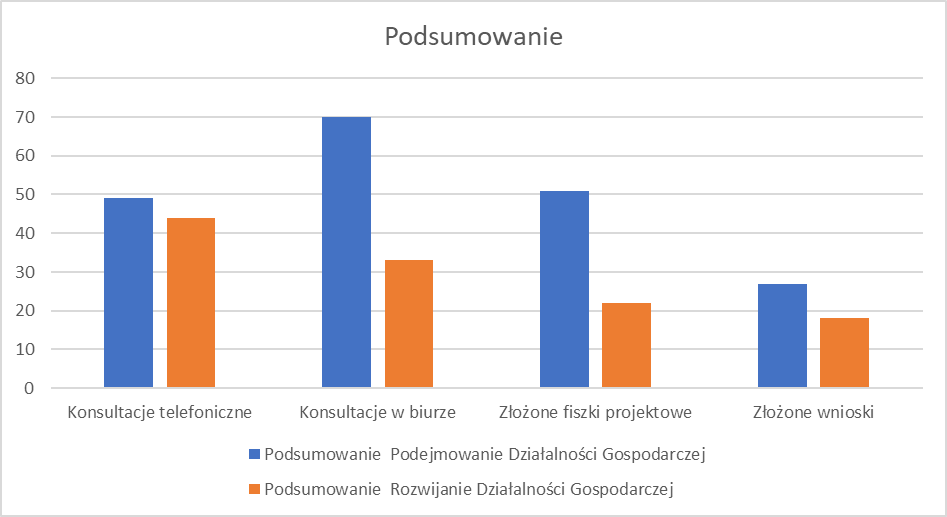 Podsumowanie
80
70
60
50
40
30
20
10
0
Konsultacje telefoniczne
Konsultacje w biurze
Złożone fiszki projektowe
Złożone wnioski
Podsumowanie Podejmowanie Działalności Gospodarczej
Podsumowanie Rozwijanie Działalności Gospodarczej